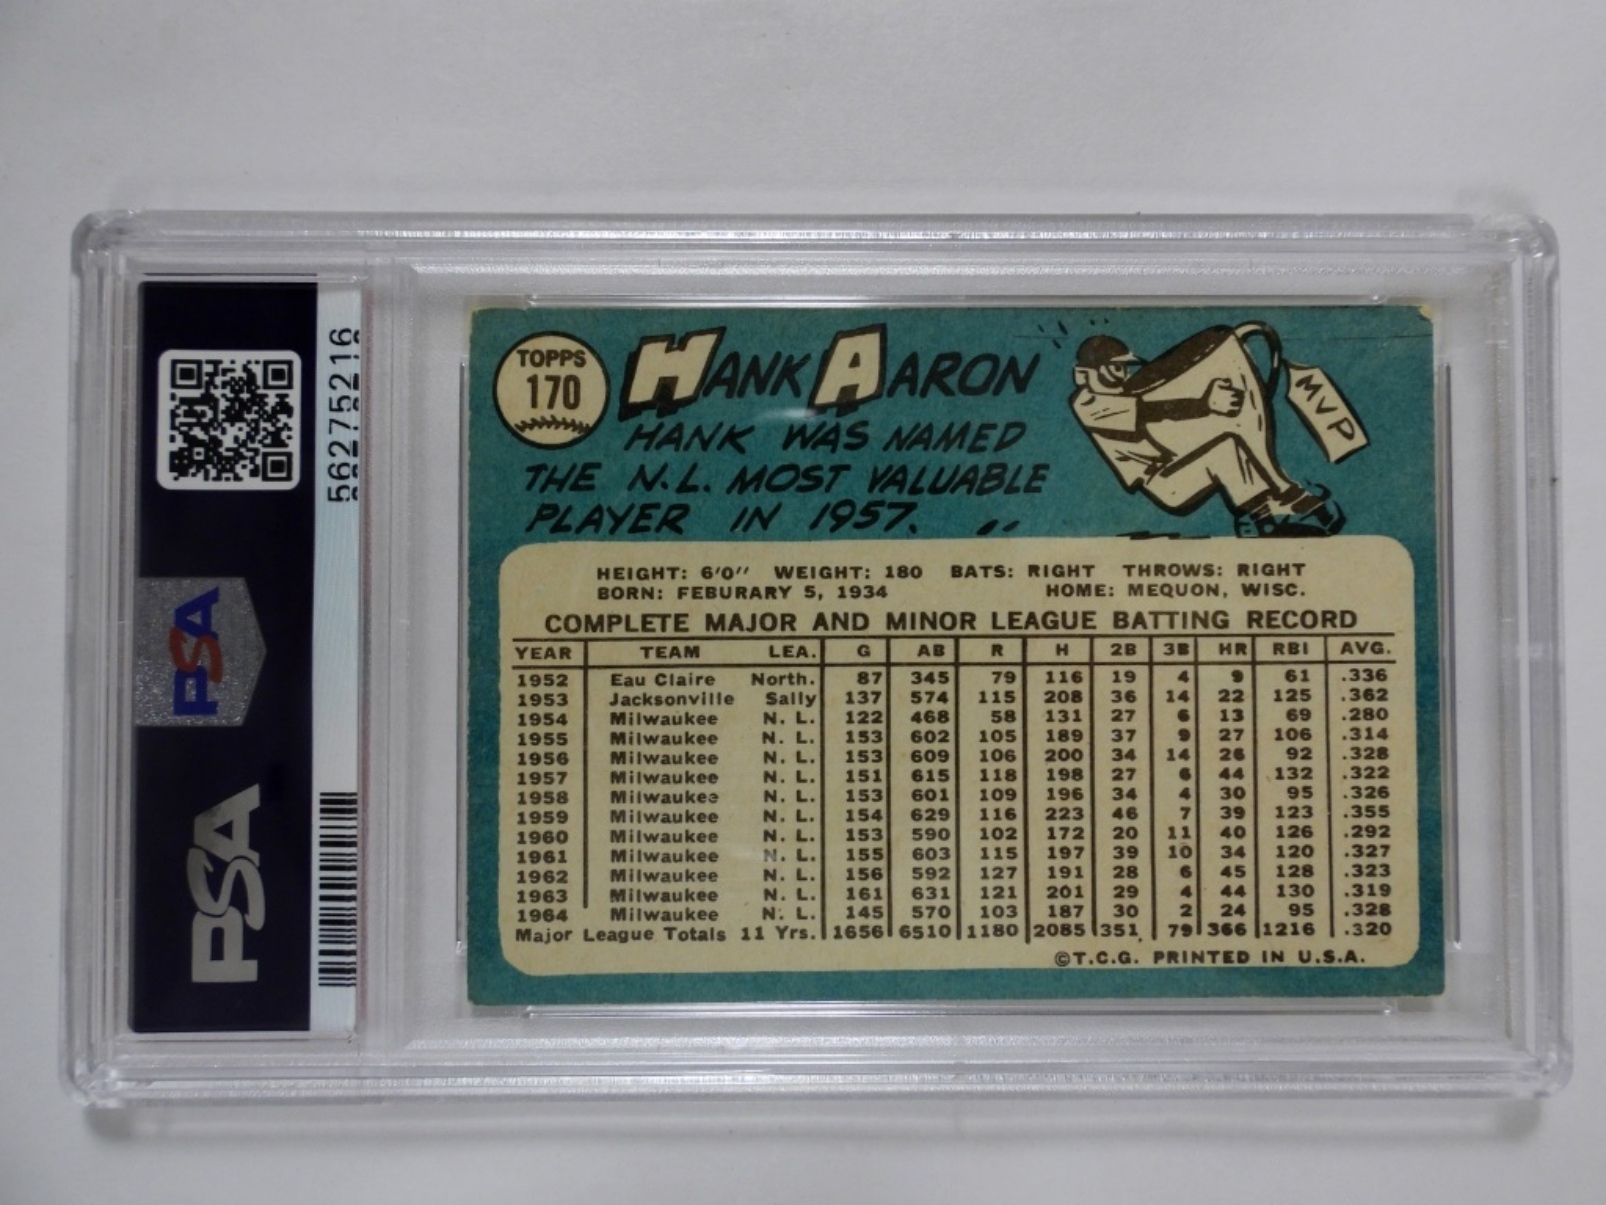 56275216
PSA
PSA
TOPPS
170
HANK AARON
HANK WAS NAMED
THE N.L. MOST VALUABLE
PLAYER IN 1957.
MVP
HEIGHT: 6'0" WEIGHT: 180 BATS: RIGHT THROWS: RIGHT
BORN: FEBURARY 5, 1934 HOME: MEQUON, WISC.
COMPLETE MAJOR AND MINOR LEAGUE BATTING RECORD
YEAR TEAM LEA. G AB R H 2B 3B HR RBI AVG.
1952 Eau Claire North. 87 345 79 116 19 4 9 61 .336
1953 Jacksonville Sally 137 574 115 208 36 14 22 125 .362
1954 Milwaukee N. L. 122 468 58 131 27 6 13 69 .280
1955 Milwaukee N. L. 153 602 105 189 37 9 27 106 .314
1956 Milwaukee N. L. 153 609 106 200 34 14 26 92 .328
1957 Milwaukee N. L. 151 615 118 198 27 6 44 132 .322
1958 Milwaukee N. L. 153 601 109 196 34 4 30 95 .326
1959 Milwaukee N. L. 154 629 116 223 46 7 39 123 .355
1960 Milwaukee N. L. 153 590 102 172 20 11 40 126 .292
1961 Milwaukee N. L. 155 603 115 197 39 10 34 120 .327
1962 Milwaukee N. L. 156 592 127 191 28 6 45 128 .323
1963 Milwaukee N. L. 161 631 121 201 29 4 44 130 .319
1964 Milwaukee N. L. 145 570 103 187 30 2 24 95 .328
Major League Totals 11 Yrs. 1656 6510 1180 2085 351 79 366 1216 .320
©T.C.G. PRINTED IN U.S.A.